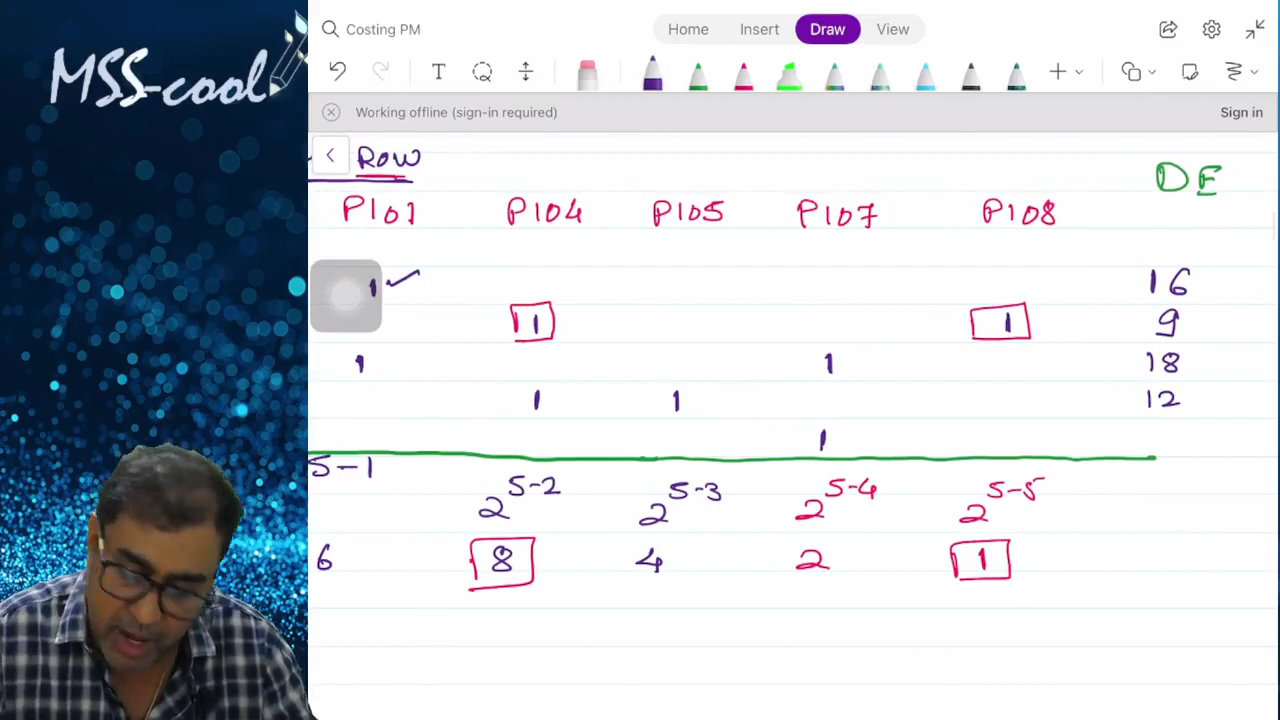 MSS-cool
Costing PM
Home Insert Draw View
Working offline (sign-in required) Sign in
Row
DE
P101 P104 P105 P107 P108
1 ✓ 16
1 1 9
1 1 18
1 1 12
1
5-1 2^5-2 2^5-3 2^5-4 2^5-5
6 8 4 2 1